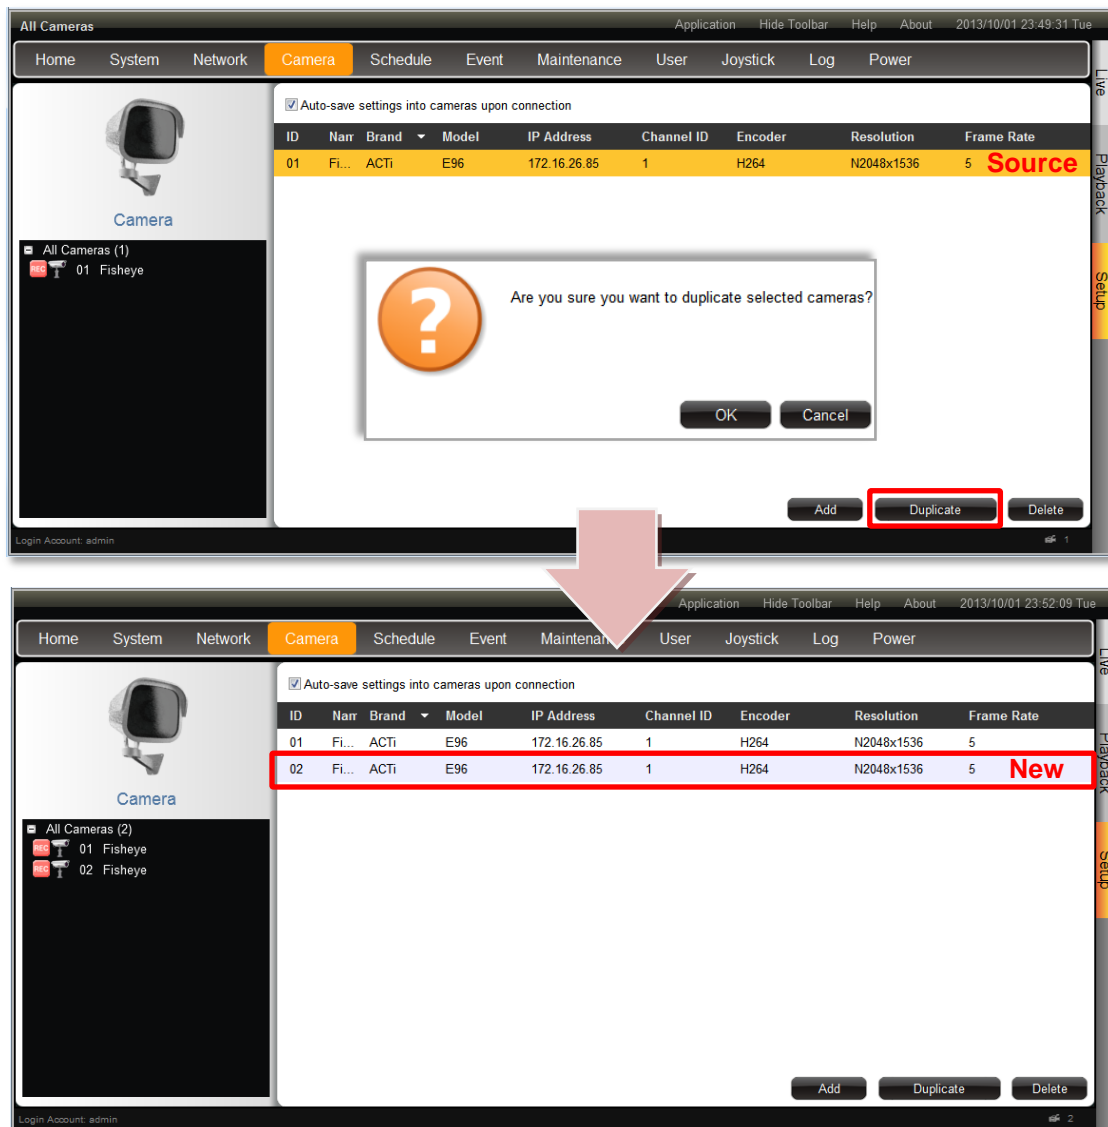 All Cameras Application Hide Toolbar Help About 2013/10/01 23:49:31 Tue
Home System Network Camera Schedule Event Maintenance User Joystick Log Power
Live
Playback
Setup
Auto-save settings into cameras upon connection
ID Nam Brand Model IP Address Channel ID Encoder Resolution Frame Rate
01 Fi... ACTi E96 172.16.26.85 1 H264 N2048x1536 5 Source
Camera
All Cameras (1)
REC 01 Fisheye
?
Are you sure you want to duplicate selected cameras?
OK Cancel
Add Duplicate Delete
Login Account: admin 1
Application Hide Toolbar Help About 2013/10/01 23:52:09 Tue
Home System Network Camera Schedule Event Maintenan User Joystick Log Power
Live
Playback
Setup
Auto-save settings into cameras upon connection
ID Nam Brand Model IP Address Channel ID Encoder Resolution Frame Rate
01 Fi... ACTi E96 172.16.26.85 1 H264 N2048x1536 5
02 Fi... ACTi E96 172.16.26.85 1 H264 N2048x1536 5 New
Camera
All Cameras (2)
REC 01 Fisheye
REC 02 Fisheye
Add Duplicate Delete
Login Account: admin 2